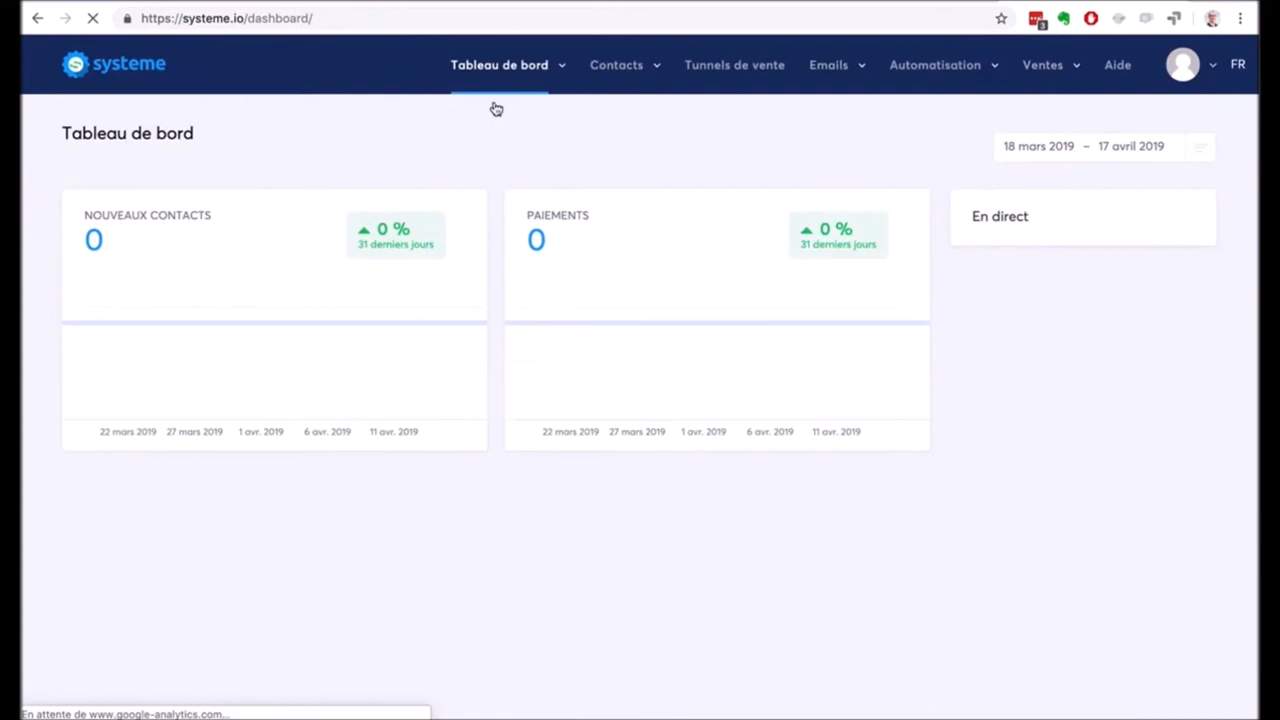 https://systeme.io/dashboard/
3
systeme
Tableau de bord
Contacts
Tunnels de vente
Emails
Automatisation
Ventes
Aide
FR
Tableau de bord
18 mars 2019 – 17 avril 2019
NOUVEAUX CONTACTS
0
0 %
31 derniers jours
22 mars 2019 27 mars 2019 1 avr. 2019 6 avr. 2019 11 avr. 2019
PAIEMENTS
0
0 %
31 derniers jours
22 mars 2019 27 mars 2019 1 avr. 2019 6 avr. 2019 11 avr. 2019
En direct
En attente de www.google-analytics.com...